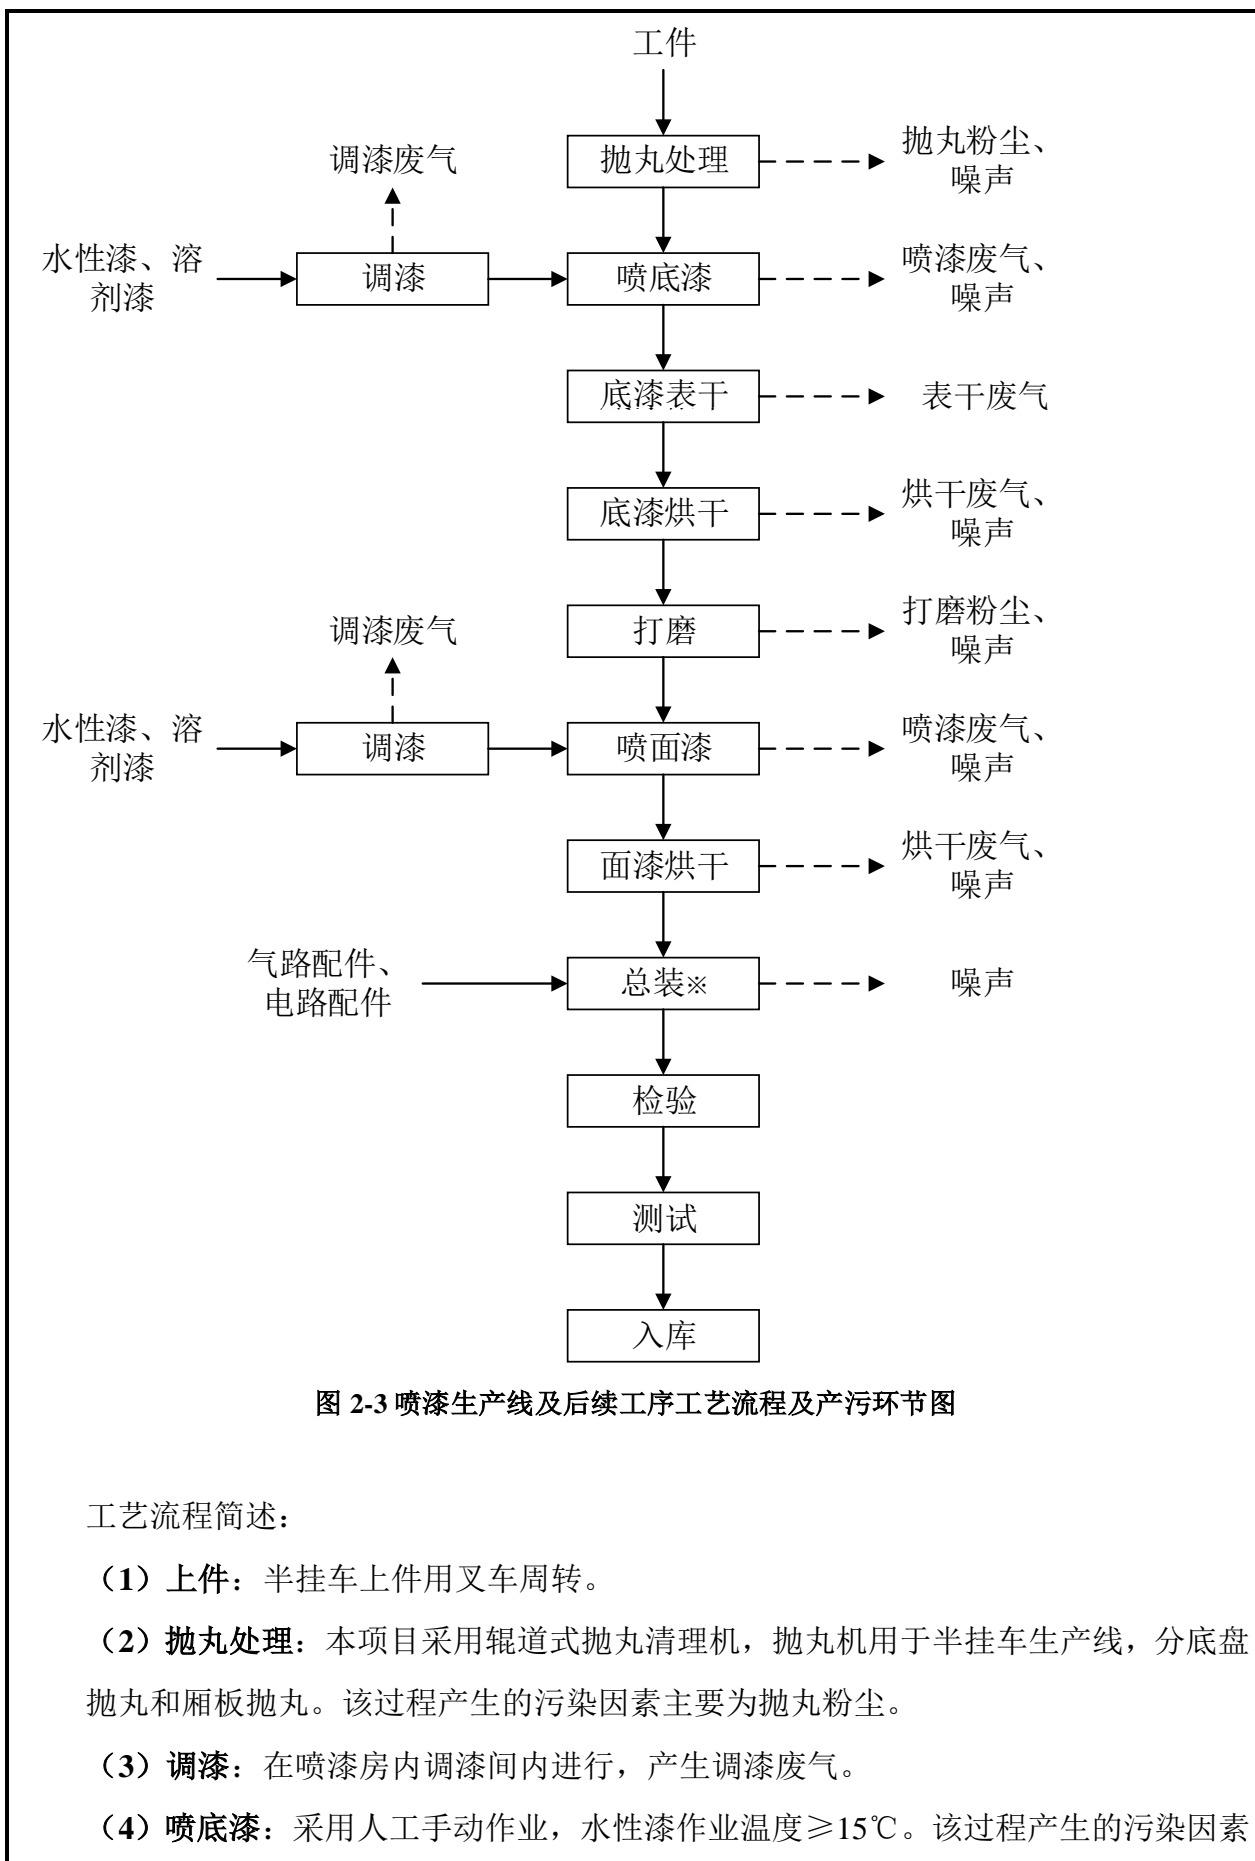 工件
抛丸处理
抛丸粉尘、
噪声
调漆废气
水性漆、溶
剂漆
调漆
喷底漆
喷漆废气、
噪声
底漆表干
表干废气
底漆烘干
烘干废气、
噪声
打磨
打磨粉尘、
噪声
调漆废气
水性漆、溶
剂漆
调漆
喷面漆
喷漆废气、
噪声
面漆烘干
烘干废气、
噪声
气路配件、
电路配件
总装※
噪声
检验
测试
入库
图 2-3 喷漆生产线及后续工序工艺流程及产污环节图
工艺流程简述：
（1）上件：半挂车上件用叉车周转。
（2）抛丸处理：本项目采用辊道式抛丸清理机，抛丸机用于半挂车生产线，分底盘
抛丸和厢板抛丸。该过程产生的污染因素主要为抛丸粉尘。
（3）调漆：在喷漆房内调漆间内进行，产生调漆废气。
（4）喷底漆：采用人工手动作业，水性漆作业温度≥15℃。该过程产生的污染因素